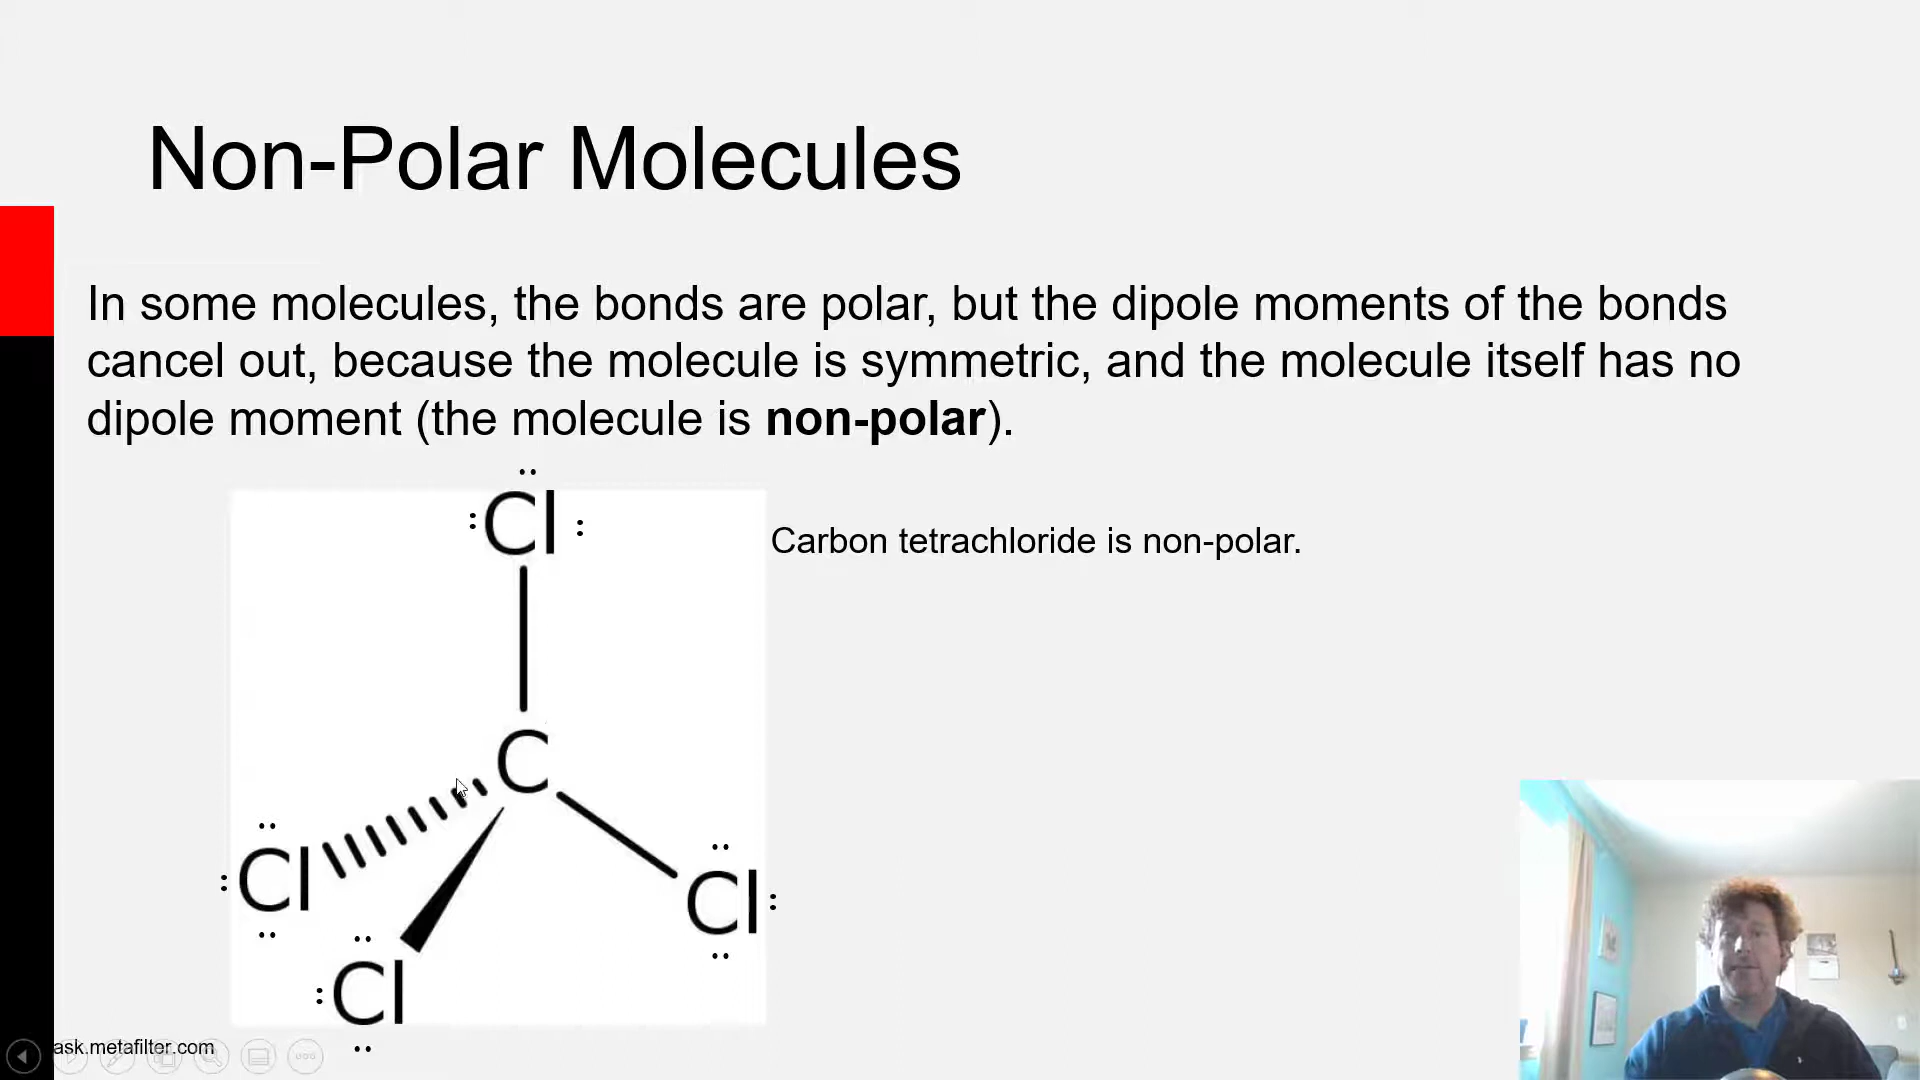 Non-Polar Molecules
In some molecules, the bonds are polar, but the dipole moments of the bonds
cancel out, because the molecule is symmetric, and the molecule itself has no
dipole moment (the molecule is non-polar).
Cl
Carbon tetrachloride is non-polar.
C
Cl
Cl
Cl
ask.metafilter.com